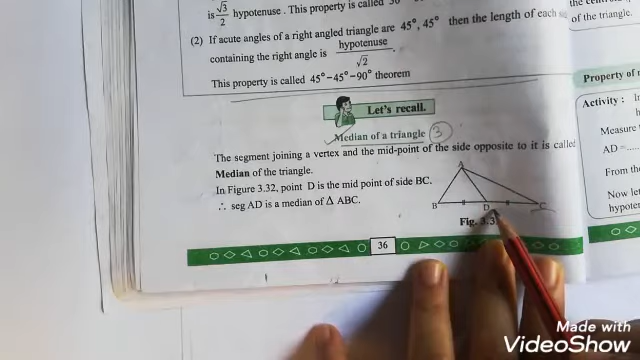 is √3/2 hypotenuse. This property is called 30°
(2) If acute angles of a right angled triangle are 45°, 45° then the length of each
containing the right angle is hypotenuse/√2.
This property is called 45°−45°−90° theorem
Let's recall.
Median of a triangle 3
The segment joining a vertex and the mid-point of the side opposite to it is called
Median of the triangle.
In Figure 3.32, point D is the mid point of side BC.
∴ seg AD is a median of Δ ABC.
A
B
D
C
Fig. 3.3
36
of the triangle.
Property of
Activity :
Measure
AD =.....
From the
Now let
hypoten
Made with
VideoShow